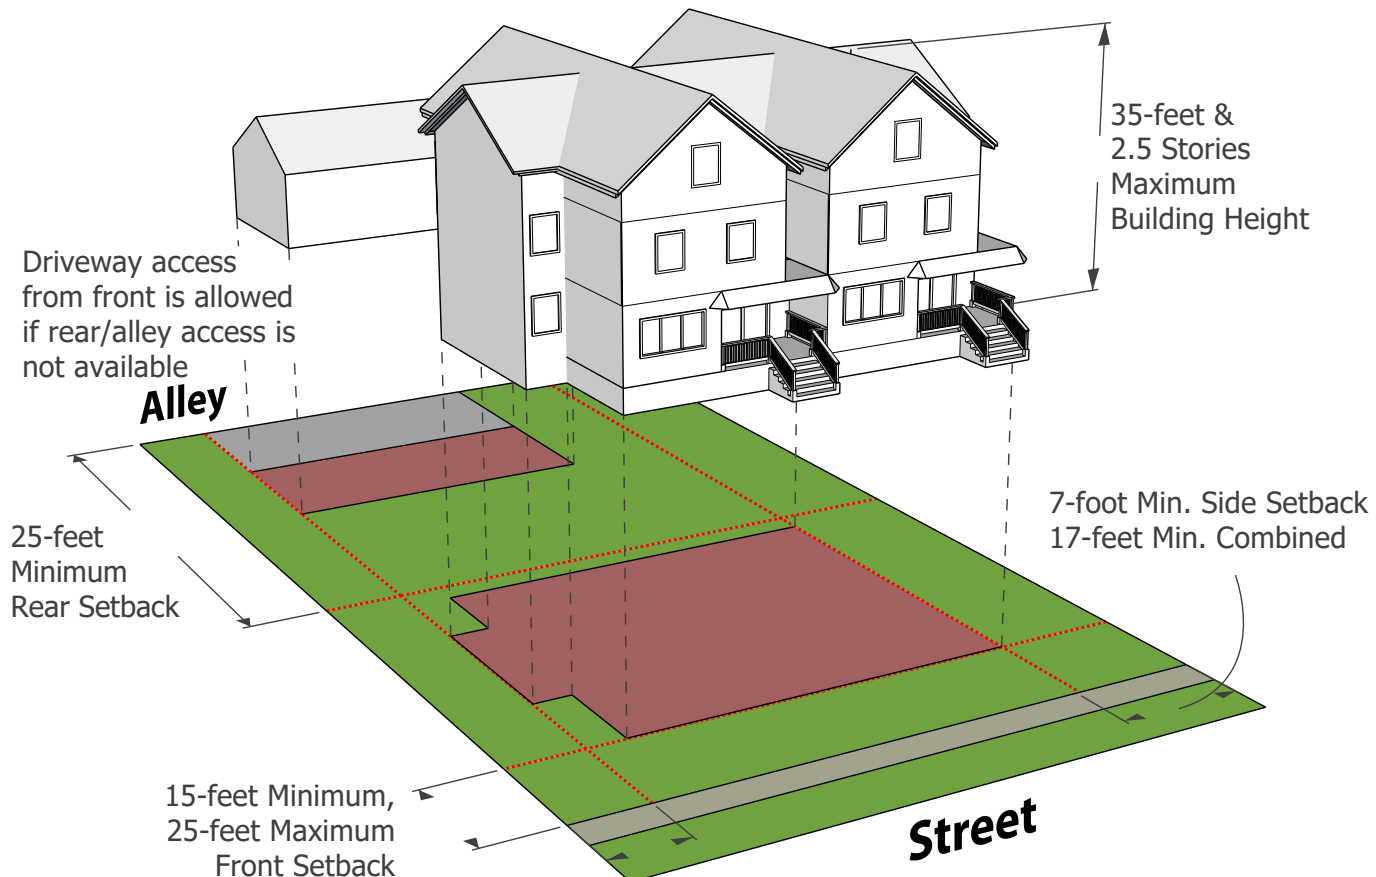 35-feet &
2.5 Stories
Maximum
Building Height
Driveway access
from front is allowed
if rear/alley access is
not available
Alley
7-foot Min. Side Setback
17-feet Min. Combined
25-feet
Minimum
Rear Setback
15-feet Minimum,
25-feet Maximum
Front Setback
Street